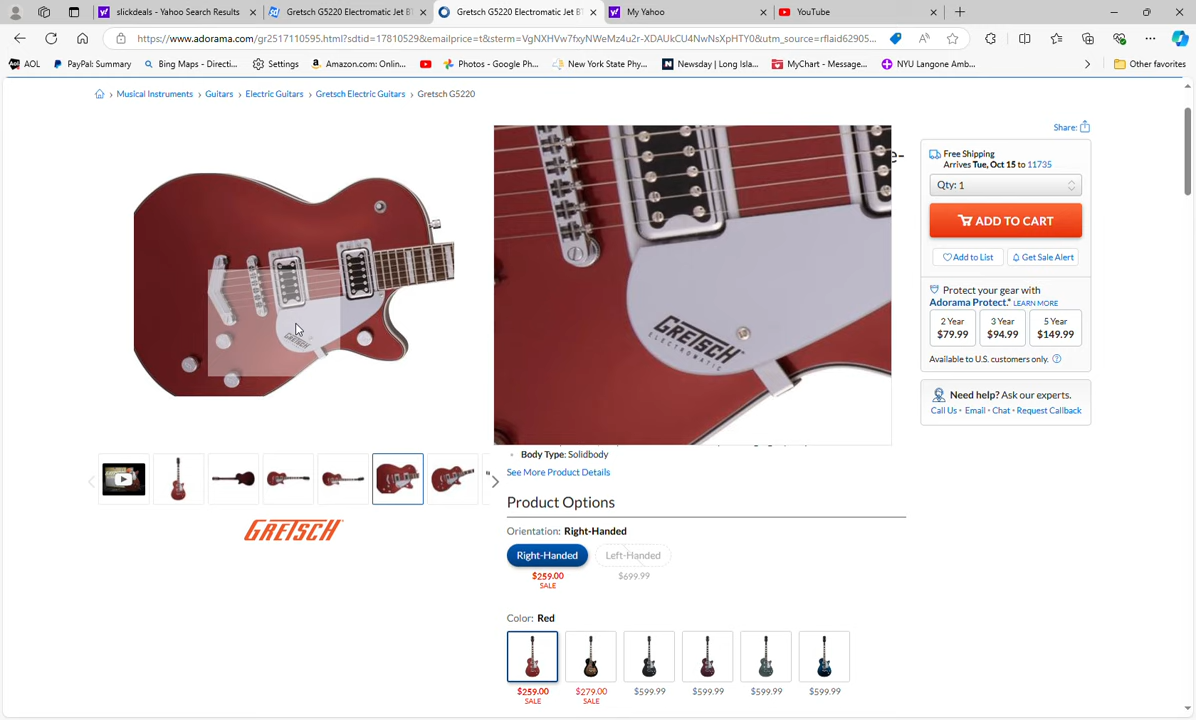 slickdeals - Yahoo Search Results
Gretsch G5220 Electromatic Jet BT
Gretsch G5220 Electromatic Jet BT
My Yahoo
YouTube
https://www.adorama.com/gr2517110595.html?sdtid=17810529&emailprice=t&sterm=VgNXHVw7fxyNWeMz4u2r-XDAUkCU4NwNsXpHTY0&utm_source=rflaid62905...
AOL
PayPal: Summary
Bing Maps - Directi...
Settings
Amazon.com: Onlin...
Photos - Google Ph...
New York State Phy...
Newsday | Long Isla...
MyChart - Message...
NYU Langone Amb...
Other favorites
Musical Instruments › Guitars › Electric Guitars › Gretsch Electric Guitars › Gretsch G5220
Share:
Free Shipping
Arrives Tue, Oct 15 to 11735
Qty: 1
ADD TO CART
Add to List
Get Sale Alert
Protect your gear with
Adorama Protect.* LEARN MORE
2 Year
$79.99
3 Year
$94.99
5 Year
$149.99
Available to U.S. customers only.
Need help? Ask our experts.
Call Us • Email • Chat • Request Callback
GRETSCH
ELECTROMATIC
GRETSCH
Body Type: Solidbody
See More Product Details
GRETSCH
Product Options
Orientation: Right-Handed
Right-Handed
Left-Handed
$259.00
SALE
$699.99
Color: Red
$259.00
SALE
$279.00
SALE
$599.99
$599.99
$599.99
$599.99